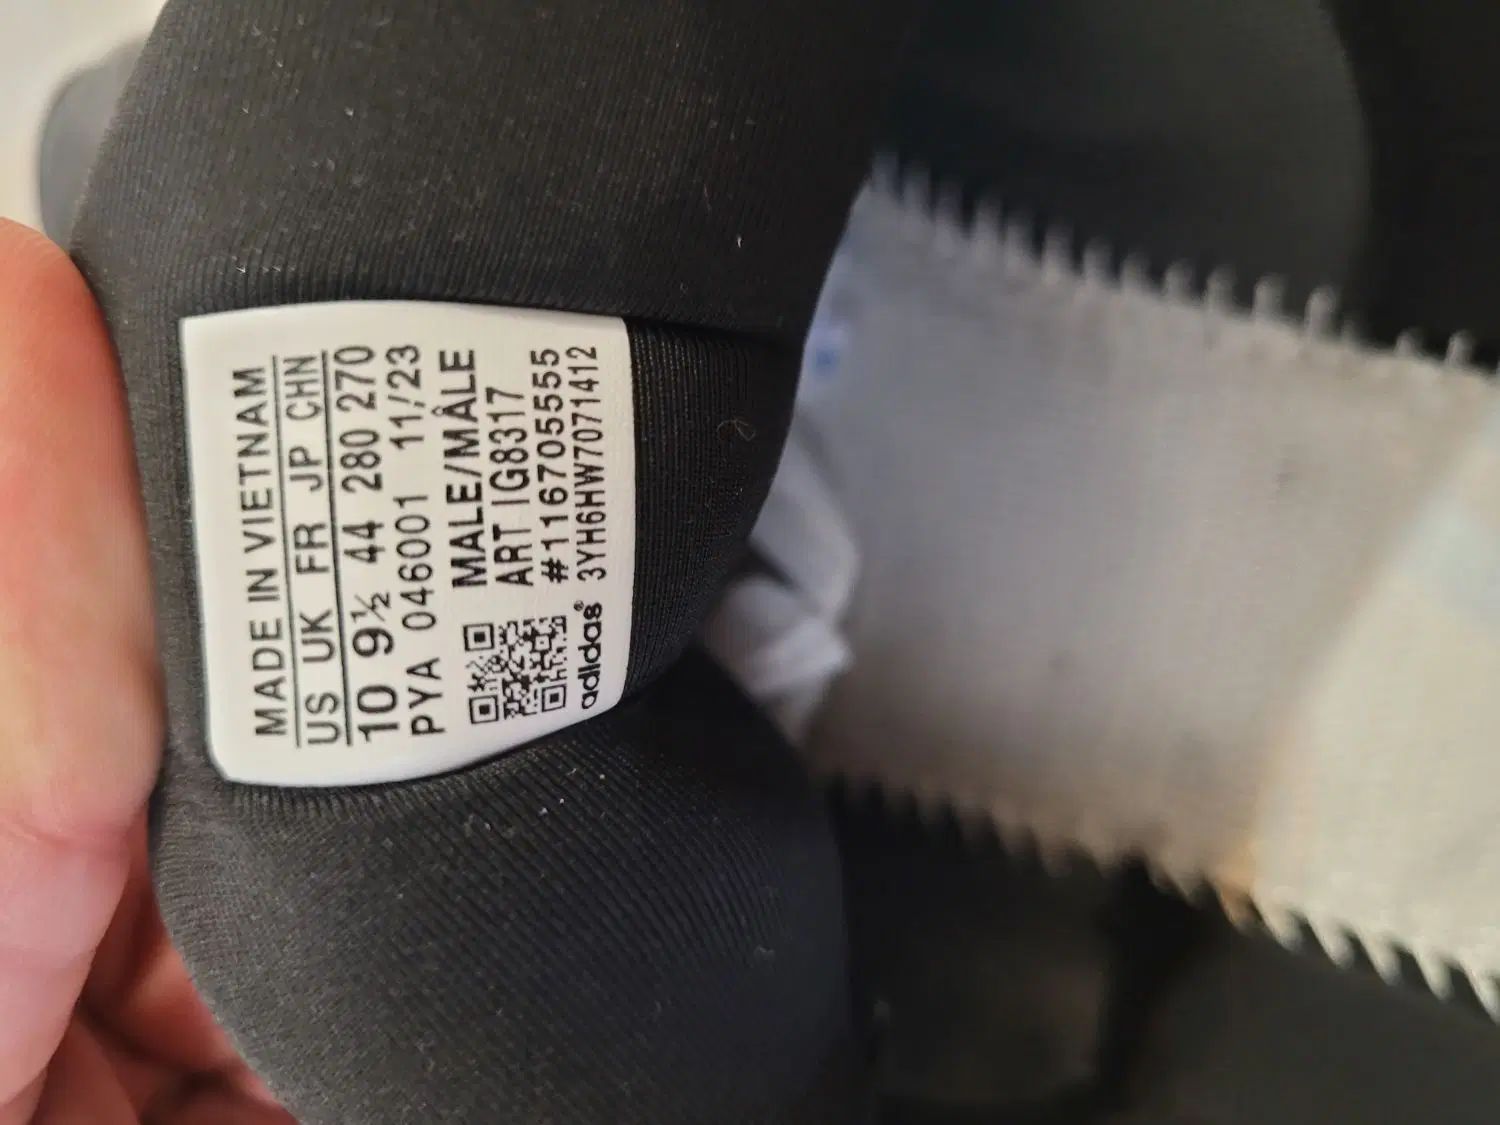 MADE IN VIETNAM
US UK FR JP CHN
10 9½ 44 280 270
PYA 046001 11/23
MALE/MÂLE
ART IG8317
#116705555
3YH6HW7071412
adidas®